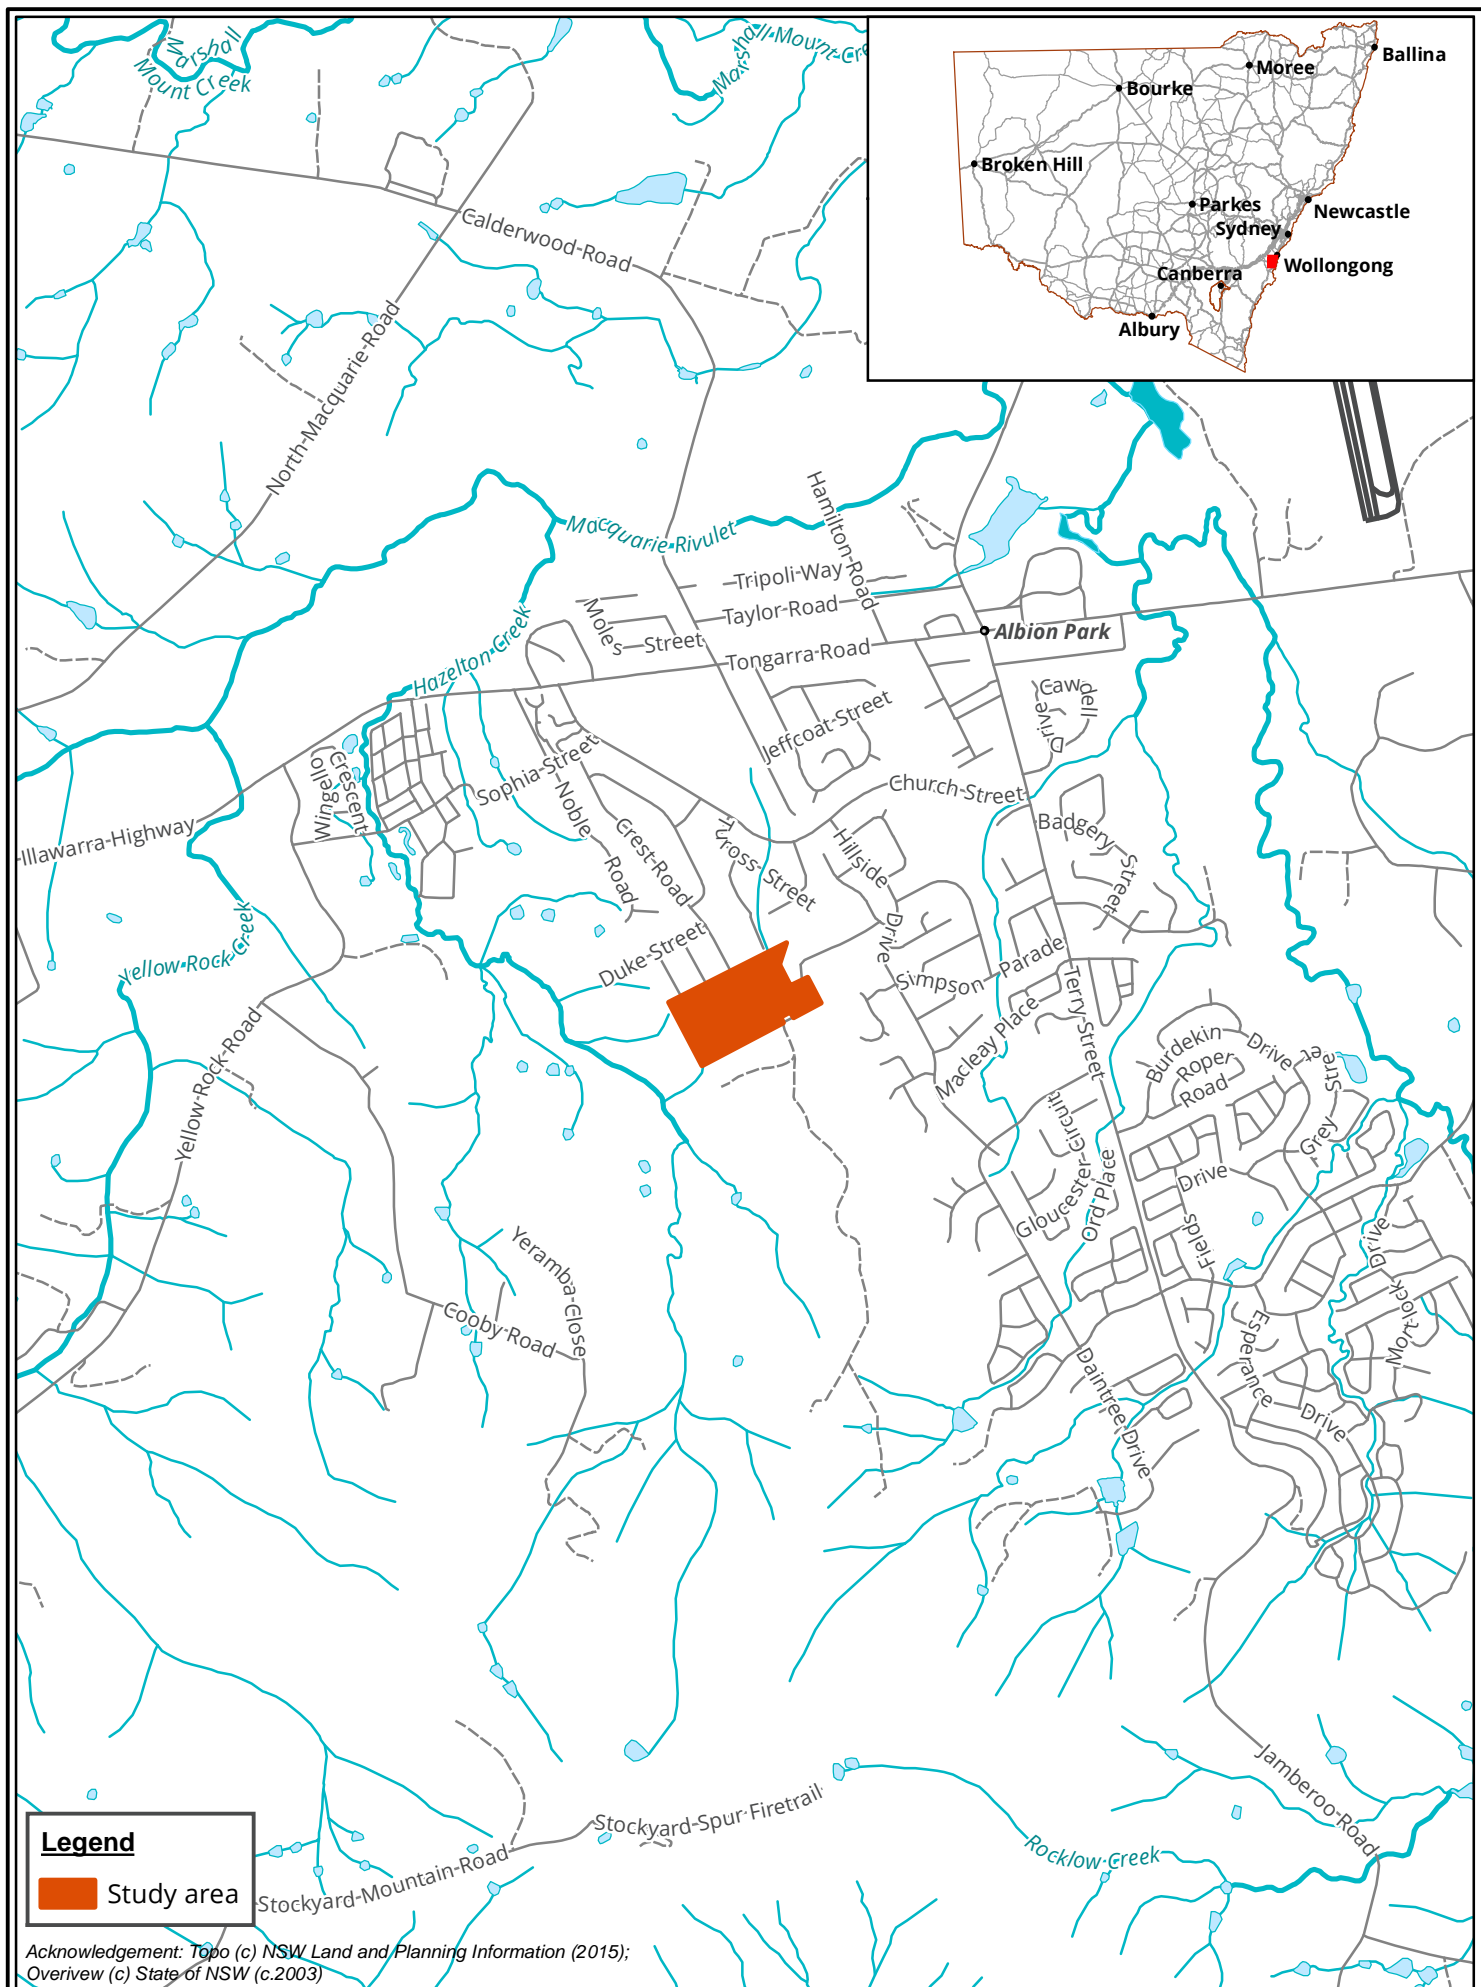 Marshall
Mount Creek
Marshall Mount Cre
Ballina
Moree
Bourke
Broken Hill
Parkes
Newcastle
Sydney
Wollongong
Canberra
Albury
Calderwood Road
North Macquarie Road
Macquarie Rivulet
Hamilton Road
Tripoli Way
Taylor Road
Moles
Street
Albion Park
Tongarra Road
Hazelton Creek
Cawdell
Drive
Jeffcoat Street
Sophia Street
Church Street
Wingello
Crescent
Noble
Road
Crest Road
Tuross Street
Hillside
Drive
Badgery
Street
Illawarra Highway
Yellow Rock Creek
Duke Street
Simpson
Parade
Terry Street
Macleay Place
Yellow Rock Road
Burdekin
Drive
Roper
Road
Grey
Street
Gloucester Circuit
Ord Place
Drive
Fields
Drive
Mortlock
Yeramba Close
Cooby Road
Esperance
Drive
Daintree Drive
Jamberoo Road
Stockyard Spur Firetrail
Rocklow Creek
Stockyard Mountain Road
Legend
Study area
Acknowledgement: Topo (c) NSW Land and Planning Information (2015);
Overivew (c) State of NSW (c.2003)